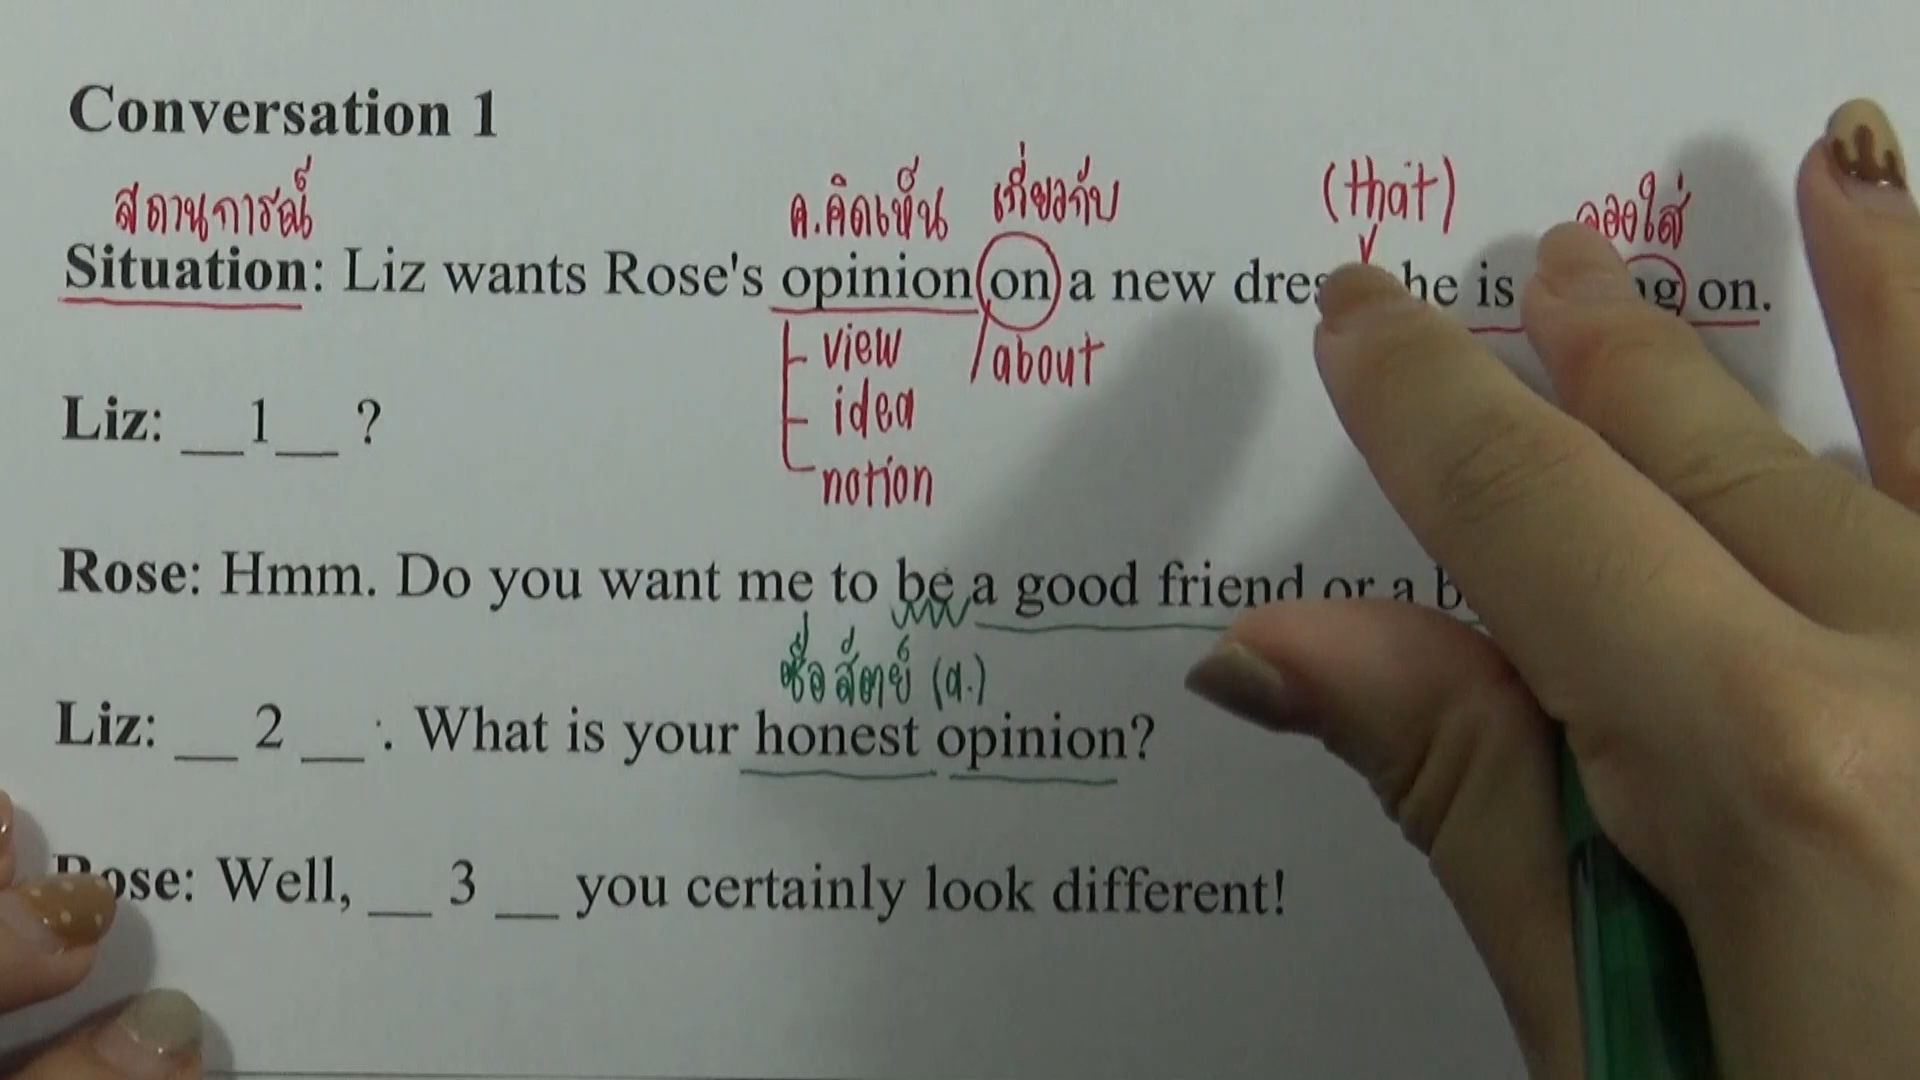 Conversation 1
สถานการณ์ ค.คิดเห็น เกี่ยวกับ (that) ลองใส่
Situation: Liz wants Rose's opinion on a new he is on.
view /about
idea
notion
Liz: __1__ ?
Rose: Hmm. Do you want me to be a good friend or a
ซื่อสัตย์ (a.)
Liz: __ 2 __ . What is your honest opinion?
Rose: Well, __ 3 __ you certainly look different!